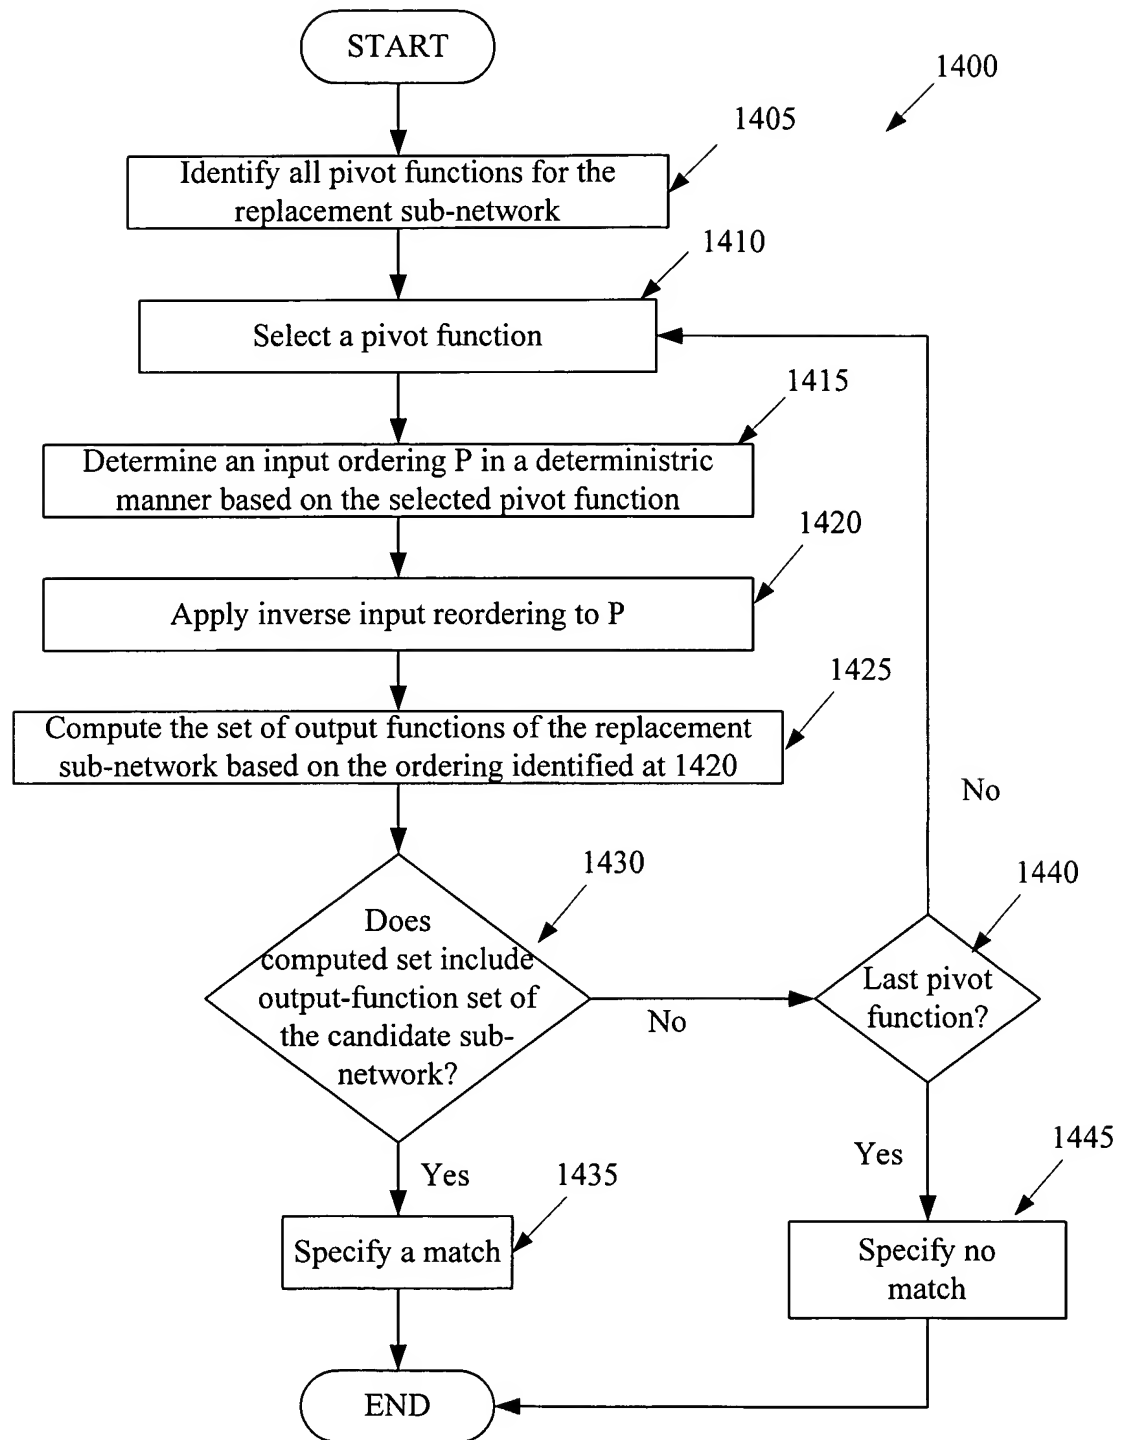 START
1400
1405
Identify all pivot functions for the
replacement sub-network
1410
Select a pivot function
1415
Determine an input ordering P in a deterministric
manner based on the selected pivot function
1420
Apply inverse input reordering to P
1425
Compute the set of output functions of the replacement
sub-network based on the ordering identified at 1420
No
1430
Does
computed set include
output-function set of
the candidate sub-
network?
No
1440
Last pivot
function?
Yes
1435
Specify a match
Yes
1445
Specify no
match
END